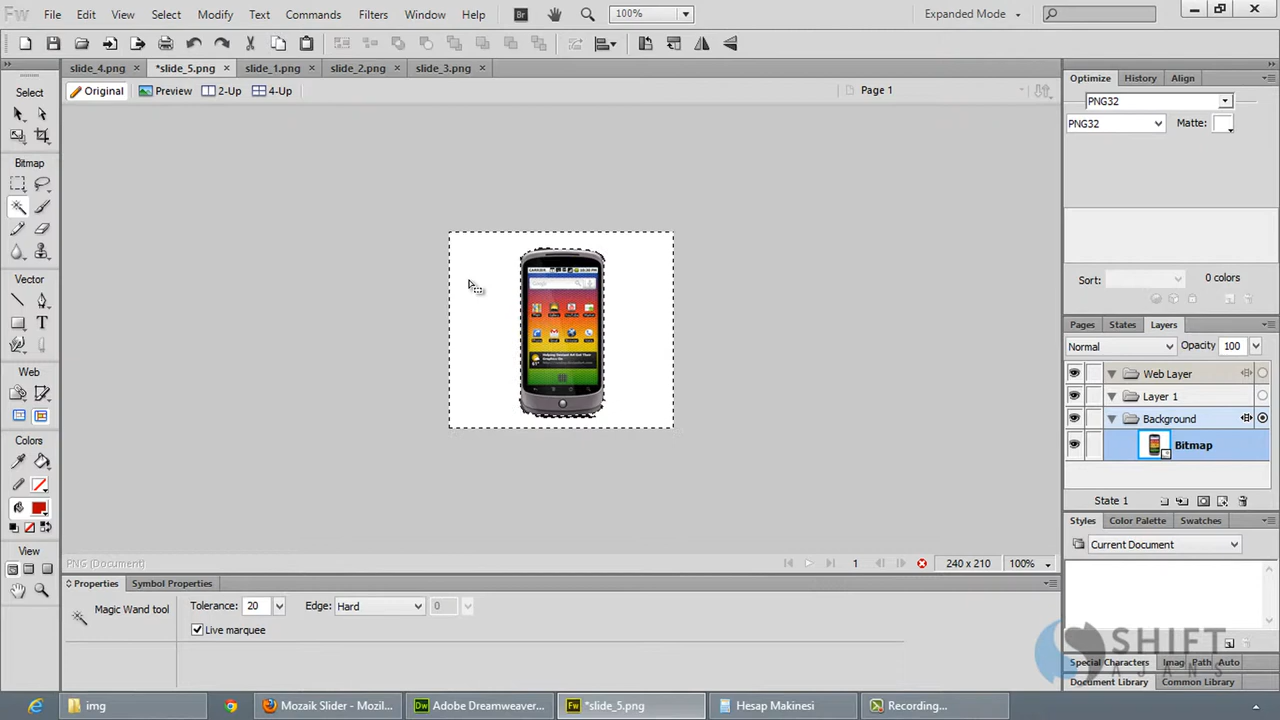 Fw File Edit View Select Modify Text Commands Filters Window Help Br 100% Expanded Mode
slide_4.png *slide_5.png slide_1.png slide_2.png slide_3.png
Original Preview 2-Up 4-Up Page 1
Select
Bitmap
Vector
Web
Colors
View
PNG (Document) 1 240 x 210 100%
Properties Symbol Properties
Magic Wand tool Tolerance: 20 Edge: Hard 0
Live marquee
Optimize History Align
PNG32
PNG32 Matte:
Sort: 0 colors
Pages States Layers
Normal Opacity 100
Web Layer
Layer 1
Background
Bitmap
State 1
Styles Color Palette Swatches
Current Document
SHIFT
AJANS
Special Characters Imag Path Auto
Document Library Common Library
img Mozaik Slider - Mozil... Adobe Dreamweaver... *slide_5.png Hesap Makinesi Recording...